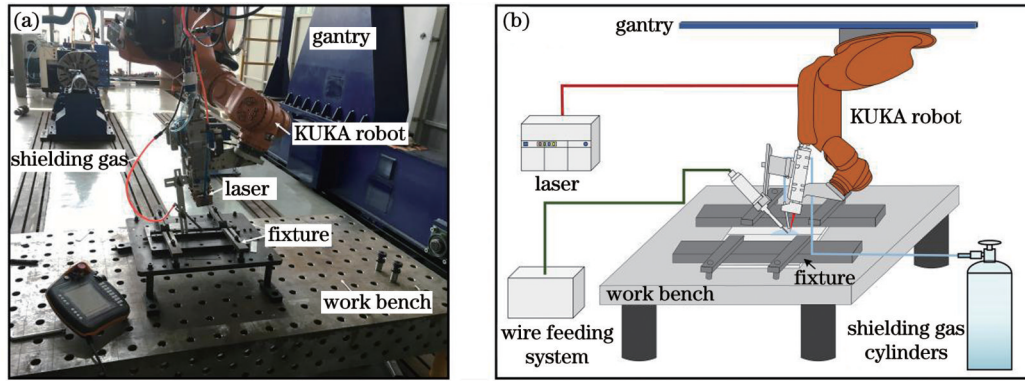 (a)
gantry
KUKA robot
shielding gas
laser
fixture
work bench
(b)
gantry
KUKA robot
laser
fixture
work bench
wire feeding
system
shielding gas
cylinders